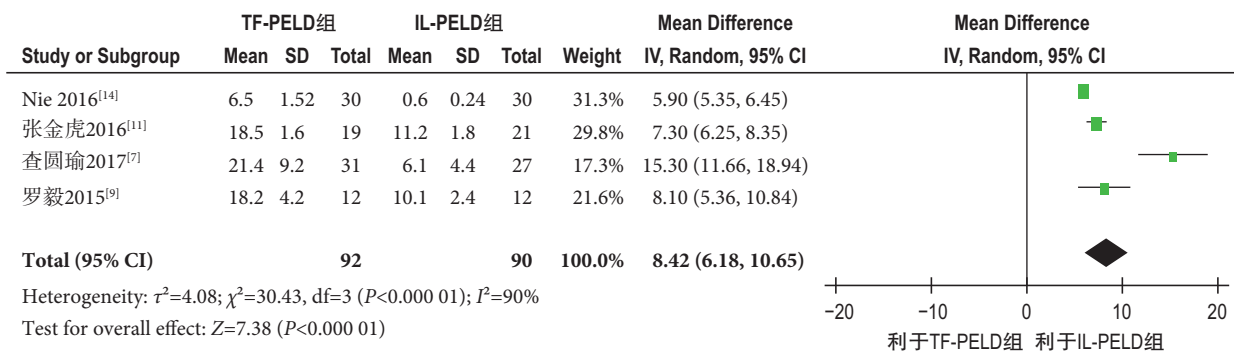 TF-PELD组 IL-PELD组 Mean Difference Mean Difference
Study or Subgroup Mean SD Total Mean SD Total Weight IV, Random, 95% CI IV, Random, 95% CI
Nie 2016[14] 6.5 1.52 30 0.6 0.24 30 31.3% 5.90 (5.35, 6.45)
张金虎2016[11] 18.5 1.6 19 11.2 1.8 21 29.8% 7.30 (6.25, 8.35)
查圆瑜2017[7] 21.4 9.2 31 6.1 4.4 27 17.3% 15.30 (11.66, 18.94)
罗毅2015[9] 18.2 4.2 12 10.1 2.4 12 21.6% 8.10 (5.36, 10.84)
Total (95% CI) 92 90 100.0% 8.42 (6.18, 10.65)
Heterogeneity: τ²=4.08; χ²=30.43, df=3 (P<0.000 01); I²=90%
Test for overall effect: Z=7.38 (P<0.000 01)
−20 −10 0 10 20
利于TF-PELD组 利于IL-PELD组